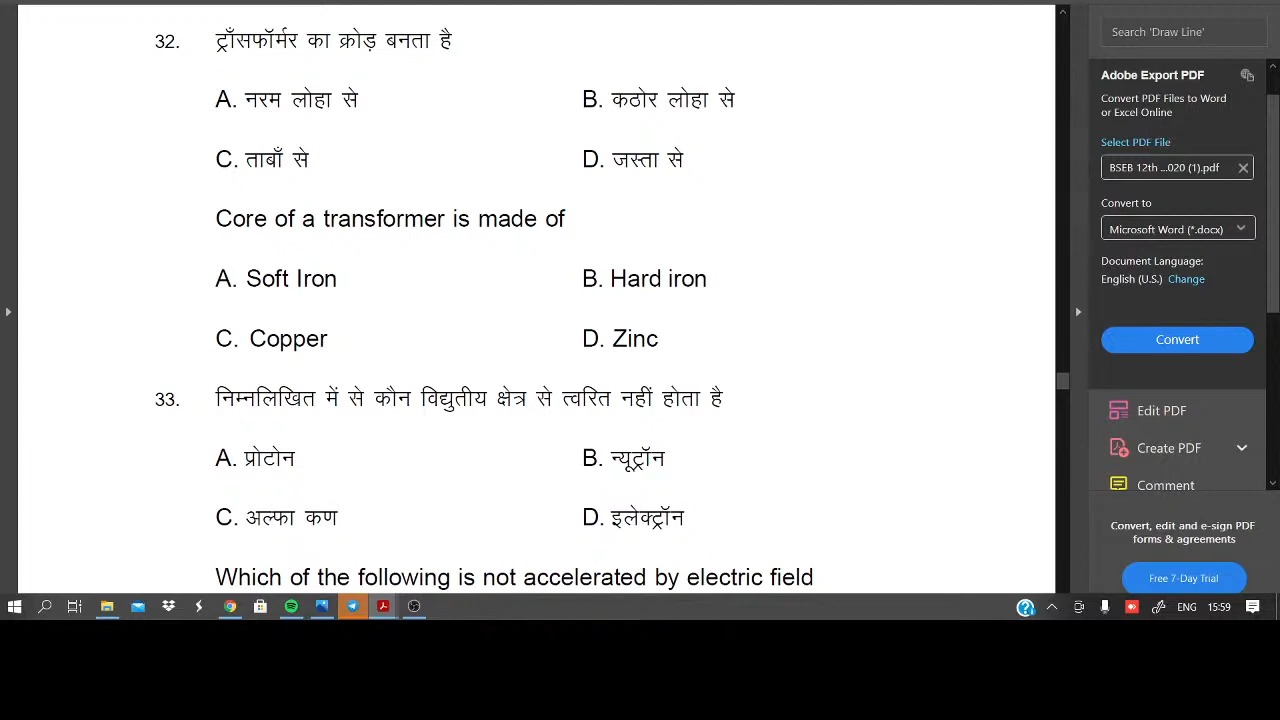 32. ट्राँसफॉर्मर का क्रोड़ बनता है
A. नरम लोहा से B. कठोर लोहा से
C. ताबाँ से D. जस्ता से
Core of a transformer is made of
A. Soft Iron B. Hard iron
C. Copper D. Zinc
33. निम्नलिखित में से कौन विद्युतीय क्षेत्र से त्वरित नहीं होता है
A. प्रोटोन B. न्यूट्रॉन
C. अल्फा कण D. इलेक्ट्रॉन
Which of the following is not accelerated by electric field
Search 'Draw Line'
Adobe Export PDF
Convert PDF Files to Word
or Excel Online
Select PDF File
BSEB 12th ...020 (1).pdf
Convert to
Microsoft Word (*.docx)
Document Language:
English (U.S.) Change
Convert
Edit PDF
Create PDF
Comment
Convert, edit and e-sign PDF
forms & agreements
Free 7-Day Trial
ENG 15:59